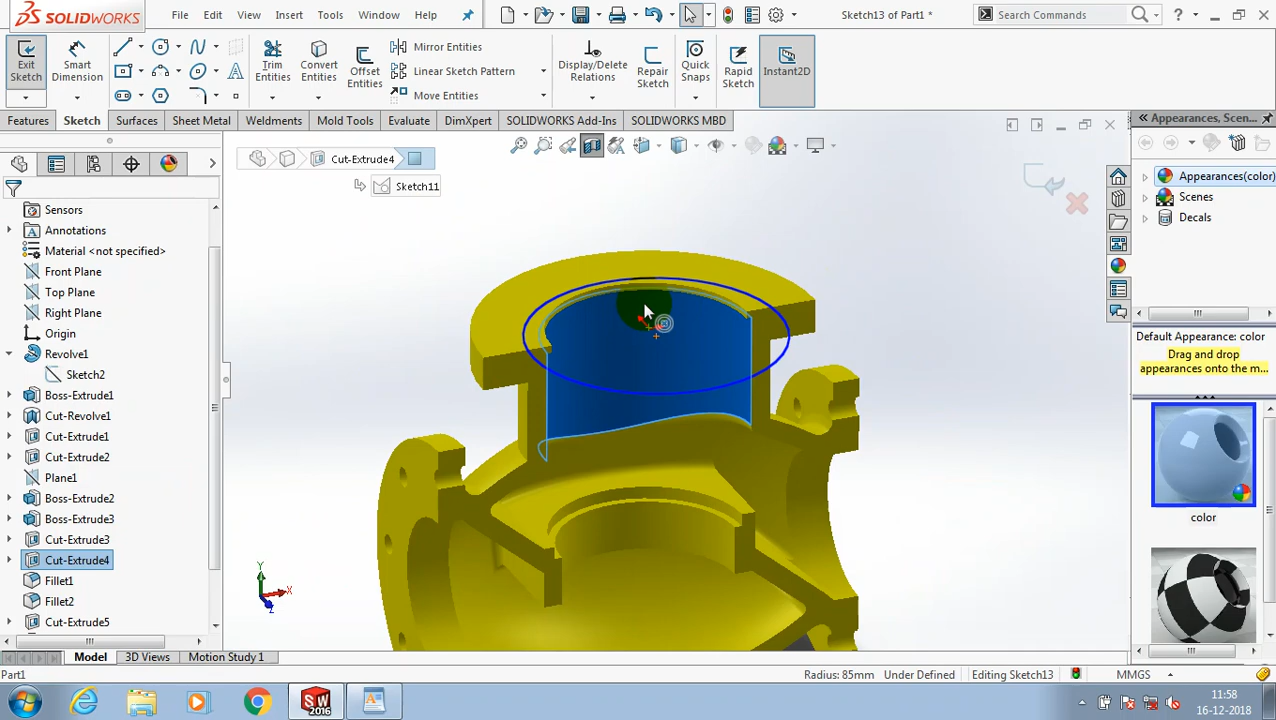 SOLIDWORKS
File Edit View Insert Tools Window Help
Sketch13 of Part1 *
Search Commands
Exit Sketch
Smart Dimension
Trim Entities
Convert Entities
Offset Entities
Mirror Entities
Linear Sketch Pattern
Move Entities
Display/Delete Relations
Repair Sketch
Quick Snaps
Rapid Sketch
Instant2D
Features Sketch Surfaces Sheet Metal Weldments Mold Tools Evaluate DimXpert SOLIDWORKS Add-Ins SOLIDWORKS MBD
Cut-Extrude4
Sketch11
Sensors
Annotations
Material <not specified>
Front Plane
Top Plane
Right Plane
Origin
Revolve1
Sketch2
Boss-Extrude1
Cut-Revolve1
Cut-Extrude1
Cut-Extrude2
Plane1
Boss-Extrude2
Boss-Extrude3
Cut-Extrude3
Cut-Extrude4
Fillet1
Fillet2
Cut-Extrude5
Y
X
Z
Appearances, Scen...
Appearances(color)
Scenes
Decals
Default Appearance: color
Drag and drop
appearances onto the m...
color
Model 3D Views Motion Study 1
Part1
Radius: 85mm Under Defined Editing Sketch13 MMGS
SW
2016
11:58
16-12-2018